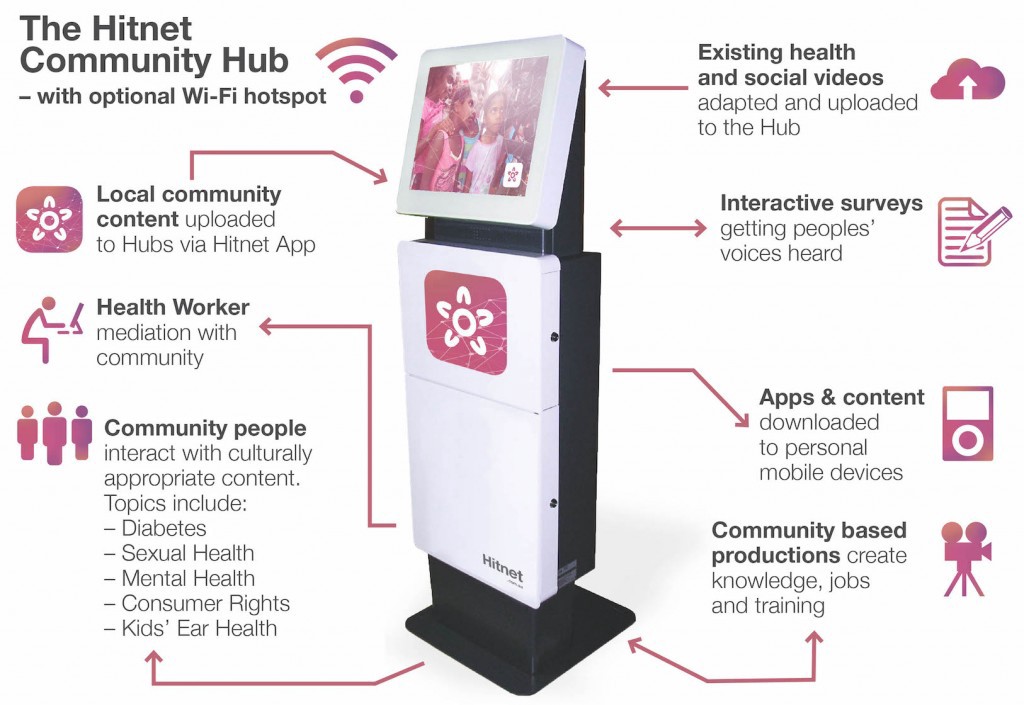 The Hitnet
Community Hub
– with optional Wi-Fi hotspot
Local community
content uploaded
to Hubs via Hitnet App
Health Worker
mediation with
community
Community people
interact with culturally
appropriate content.
Topics include:
– Diabetes
– Sexual Health
– Mental Health
– Consumer Rights
– Kids' Ear Health
Hitnet
Existing health
and social videos
adapted and uploaded
to the Hub
Interactive surveys
getting peoples'
voices heard
Apps & content
downloaded
to personal
mobile devices
Community based
productions create
knowledge, jobs
and training